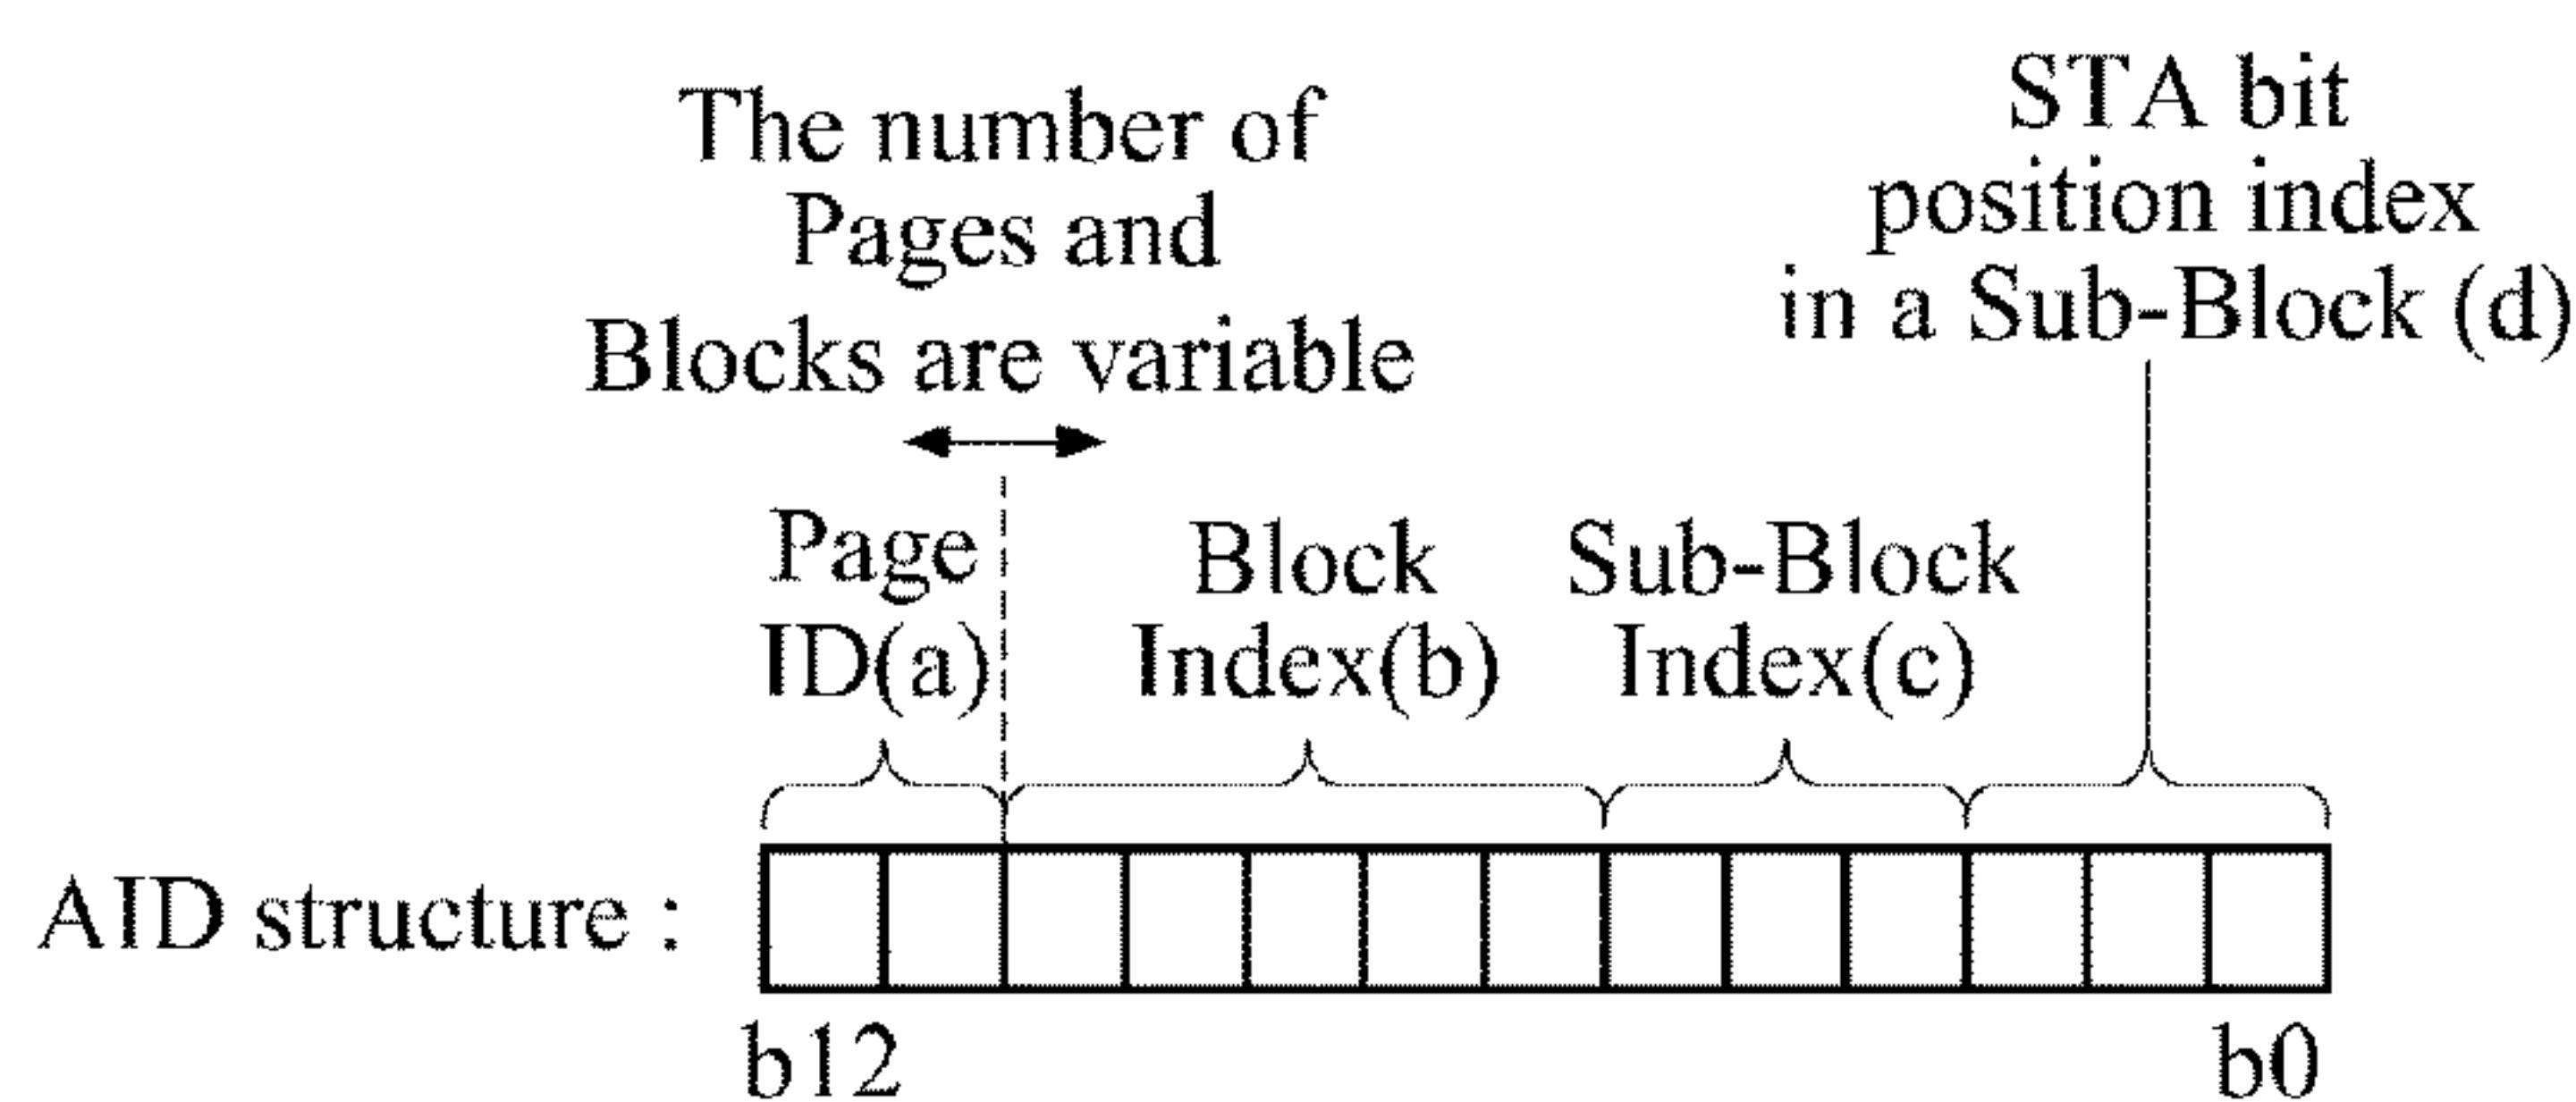 The number of
Pages and
Blocks are variable
STA bit
position index
in a Sub-Block (d)
Page
ID(a)
Block
Index(b)
Sub-Block
Index(c)
AID structure :
b12
b0